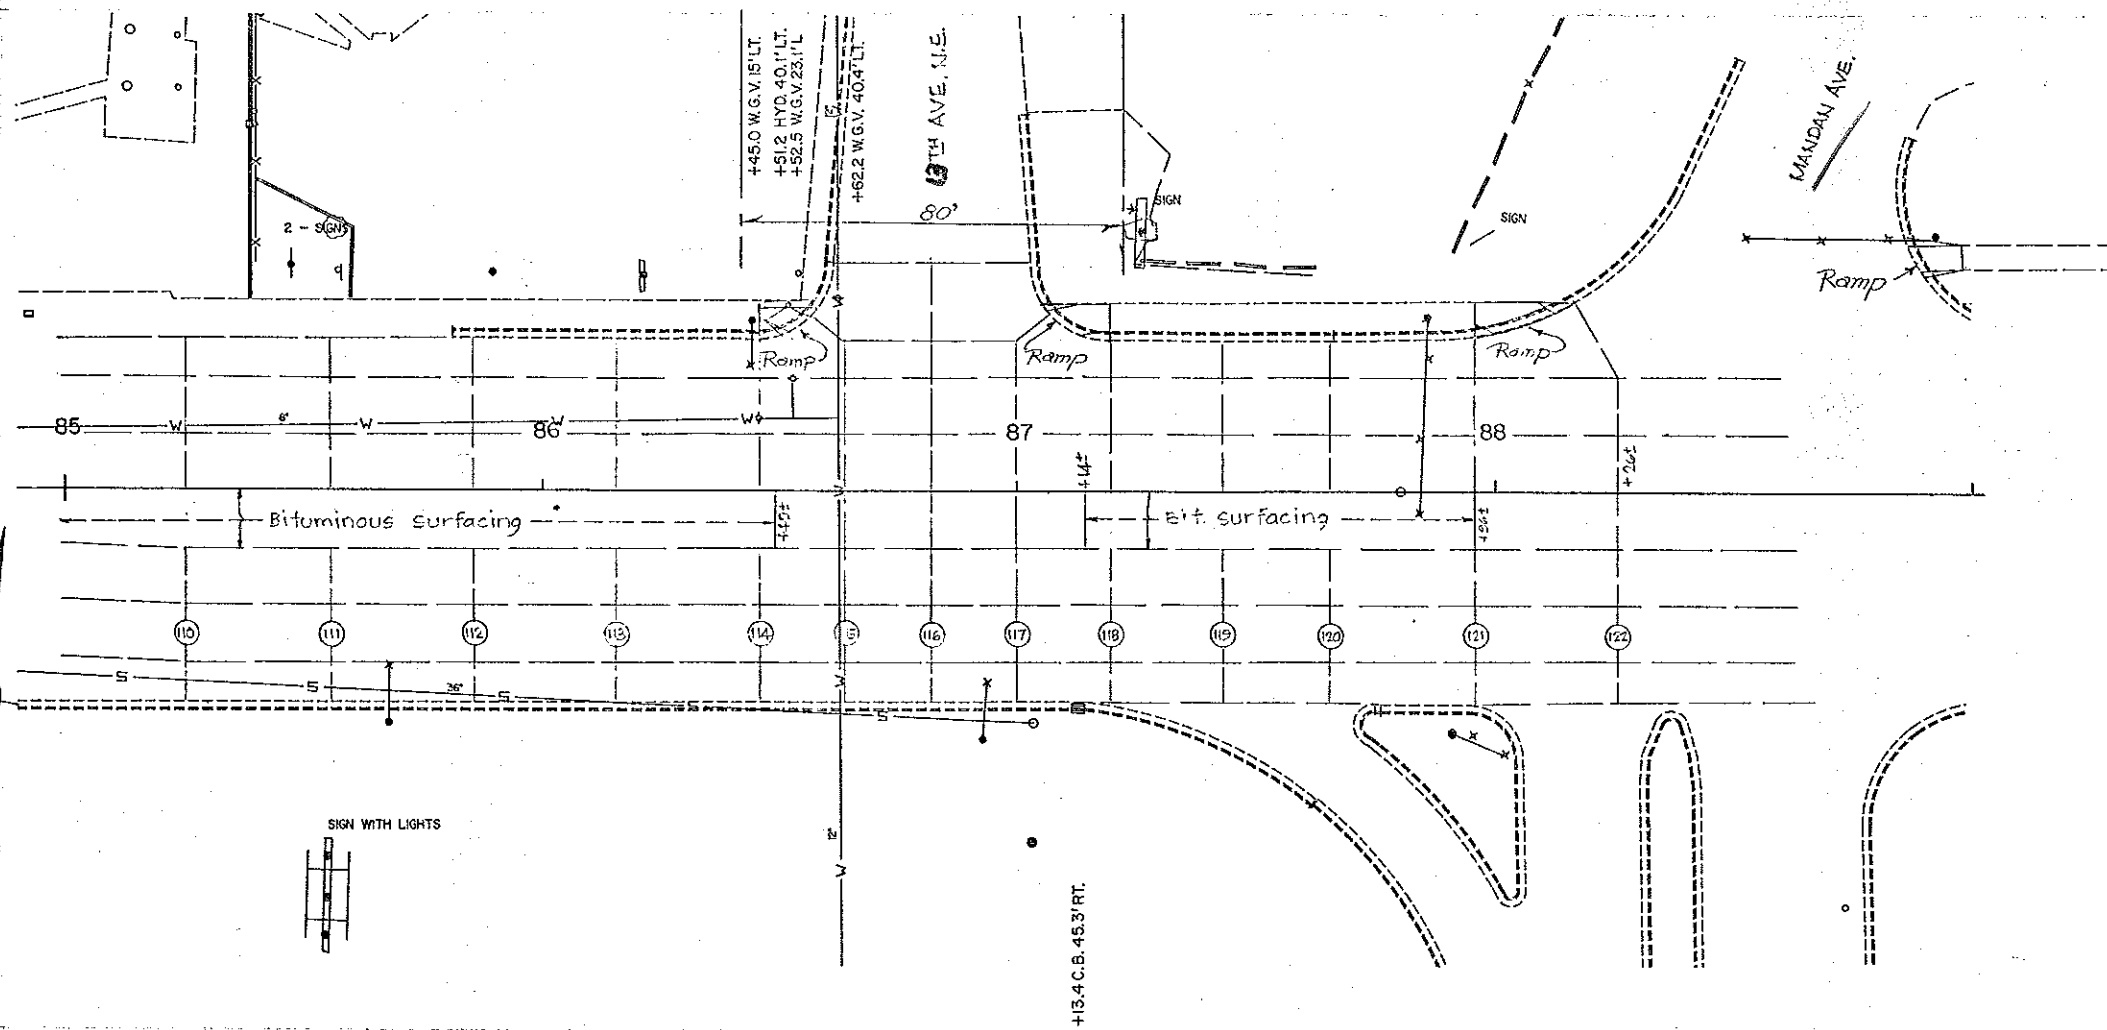 +45.0 W.G.V. 15' LT.
+51.2 HYD. 40.1' LT.
+52.5 W.G.V. 23.1' L
+62.2 W.G.V. 40.4' LT.
13TH AVE. N.E.
80'
MANDAN AVE.
SIGN
SIGN
2 - SIGNS
Ramp
Ramp
Ramp
Ramp
85
W
6"
W
86
W
W
87
88
+14±
+26±
W
W
Bituminous surfacing
Bit. surfacing
+96±
110
111
112
113
114
115
116
117
118
119
120
121
122
S
S
36"
S
W
S
SIGN WITH LIGHTS
12"
W
+13.4 C.B. 45.3' RT.